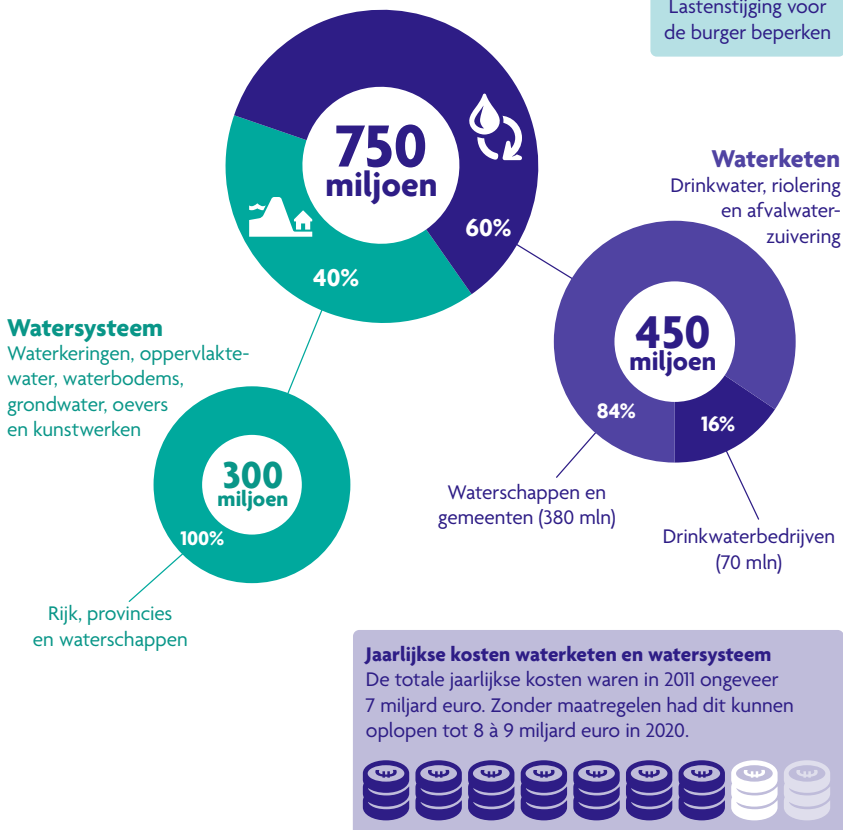 Lastenstijging voor
de burger beperken
750
miljoen
60%
40%
Waterketen
Drinkwater, riolering
en afvalwater-
zuivering
450
miljoen
84%
16%
Waterschappen en
gemeenten (380 mln)
Drinkwaterbedrijven
(70 mln)
Watersysteem
Waterkeringen, oppervlakte-
water, waterbodems,
grondwater, oevers
en kunstwerken
300
miljoen
100%
Rijk, provincies
en waterschappen
Jaarlijkse kosten waterketen en watersysteem
De totale jaarlijkse kosten waren in 2011 ongeveer
7 miljard euro. Zonder maatregelen had dit kunnen
oplopen tot 8 à 9 miljard euro in 2020.